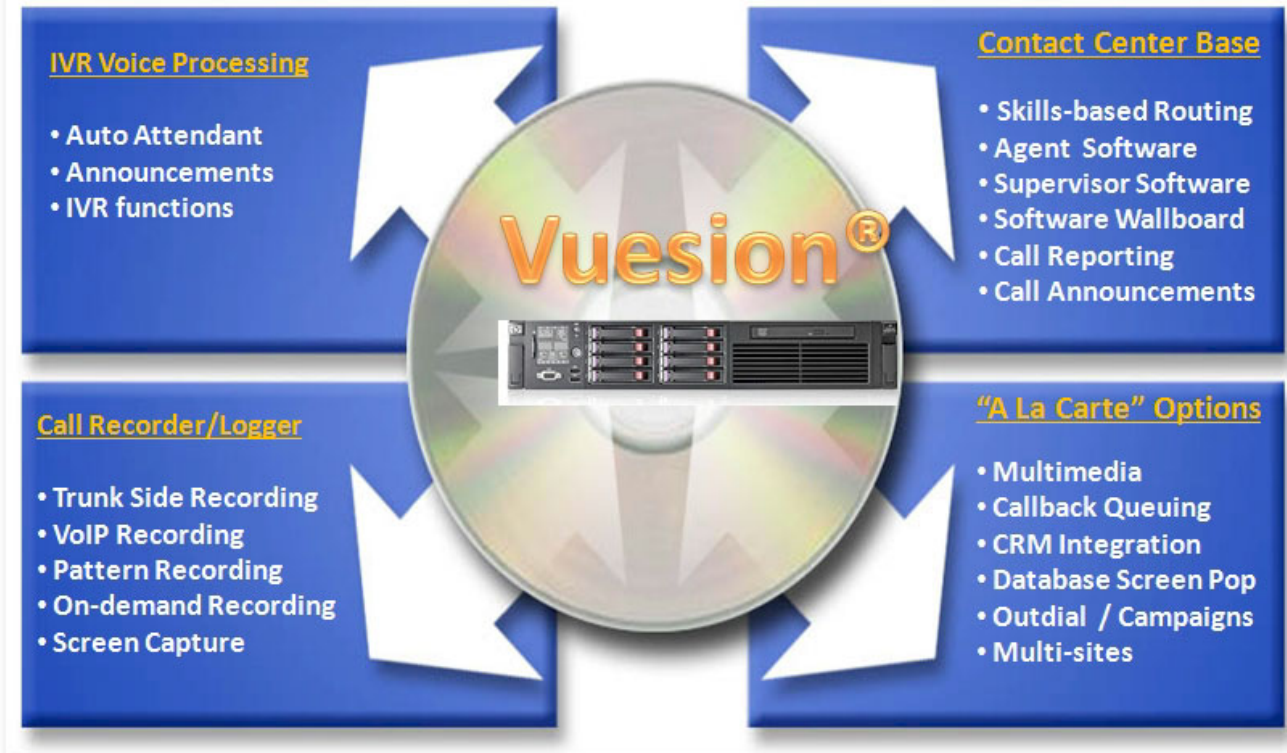 IVR Voice Processing
• Auto Attendant
• Announcements
• IVR functions
Contact Center Base
• Skills-based Routing
• Agent Software
• Supervisor Software
• Software Wallboard
• Call Reporting
• Call Announcements
Vuesion®
Call Recorder/Logger
• Trunk Side Recording
• VoIP Recording
• Pattern Recording
• On-demand Recording
• Screen Capture
“A La Carte” Options
• Multimedia
• Callback Queuing
• CRM Integration
• Database Screen Pop
• Outdial / Campaigns
• Multi-sites